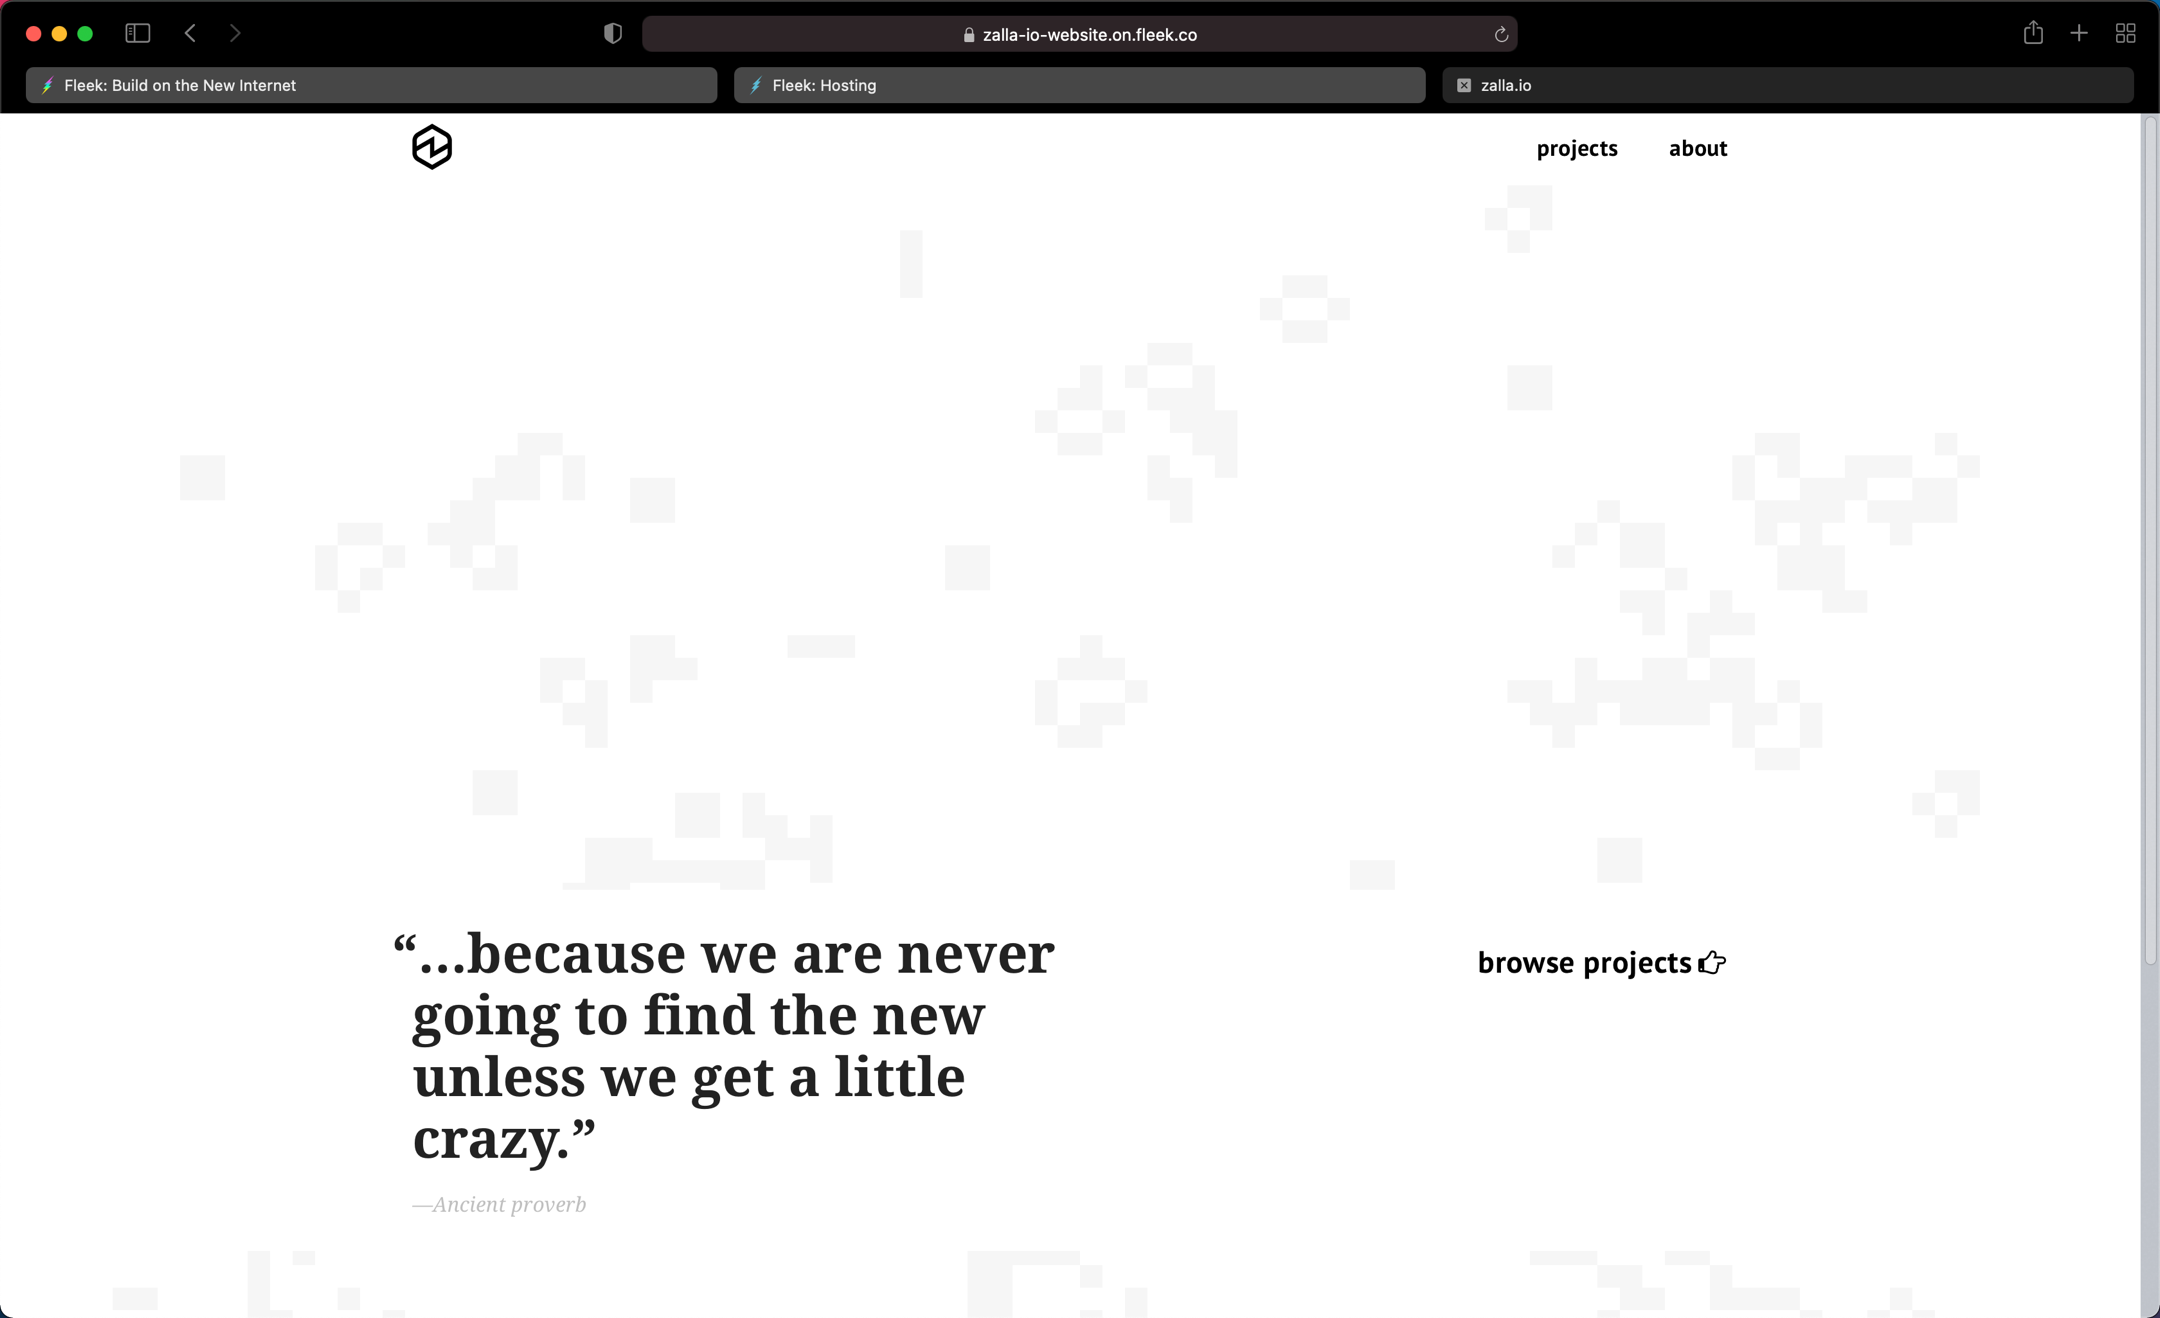 zalla-io-website.on.fleek.co
Fleek: Build on the New Internet
Fleek: Hosting
zalla.io
projects
about
“...because we are never
going to find the new
unless we get a little
crazy.”
—Ancient proverb
browse projects